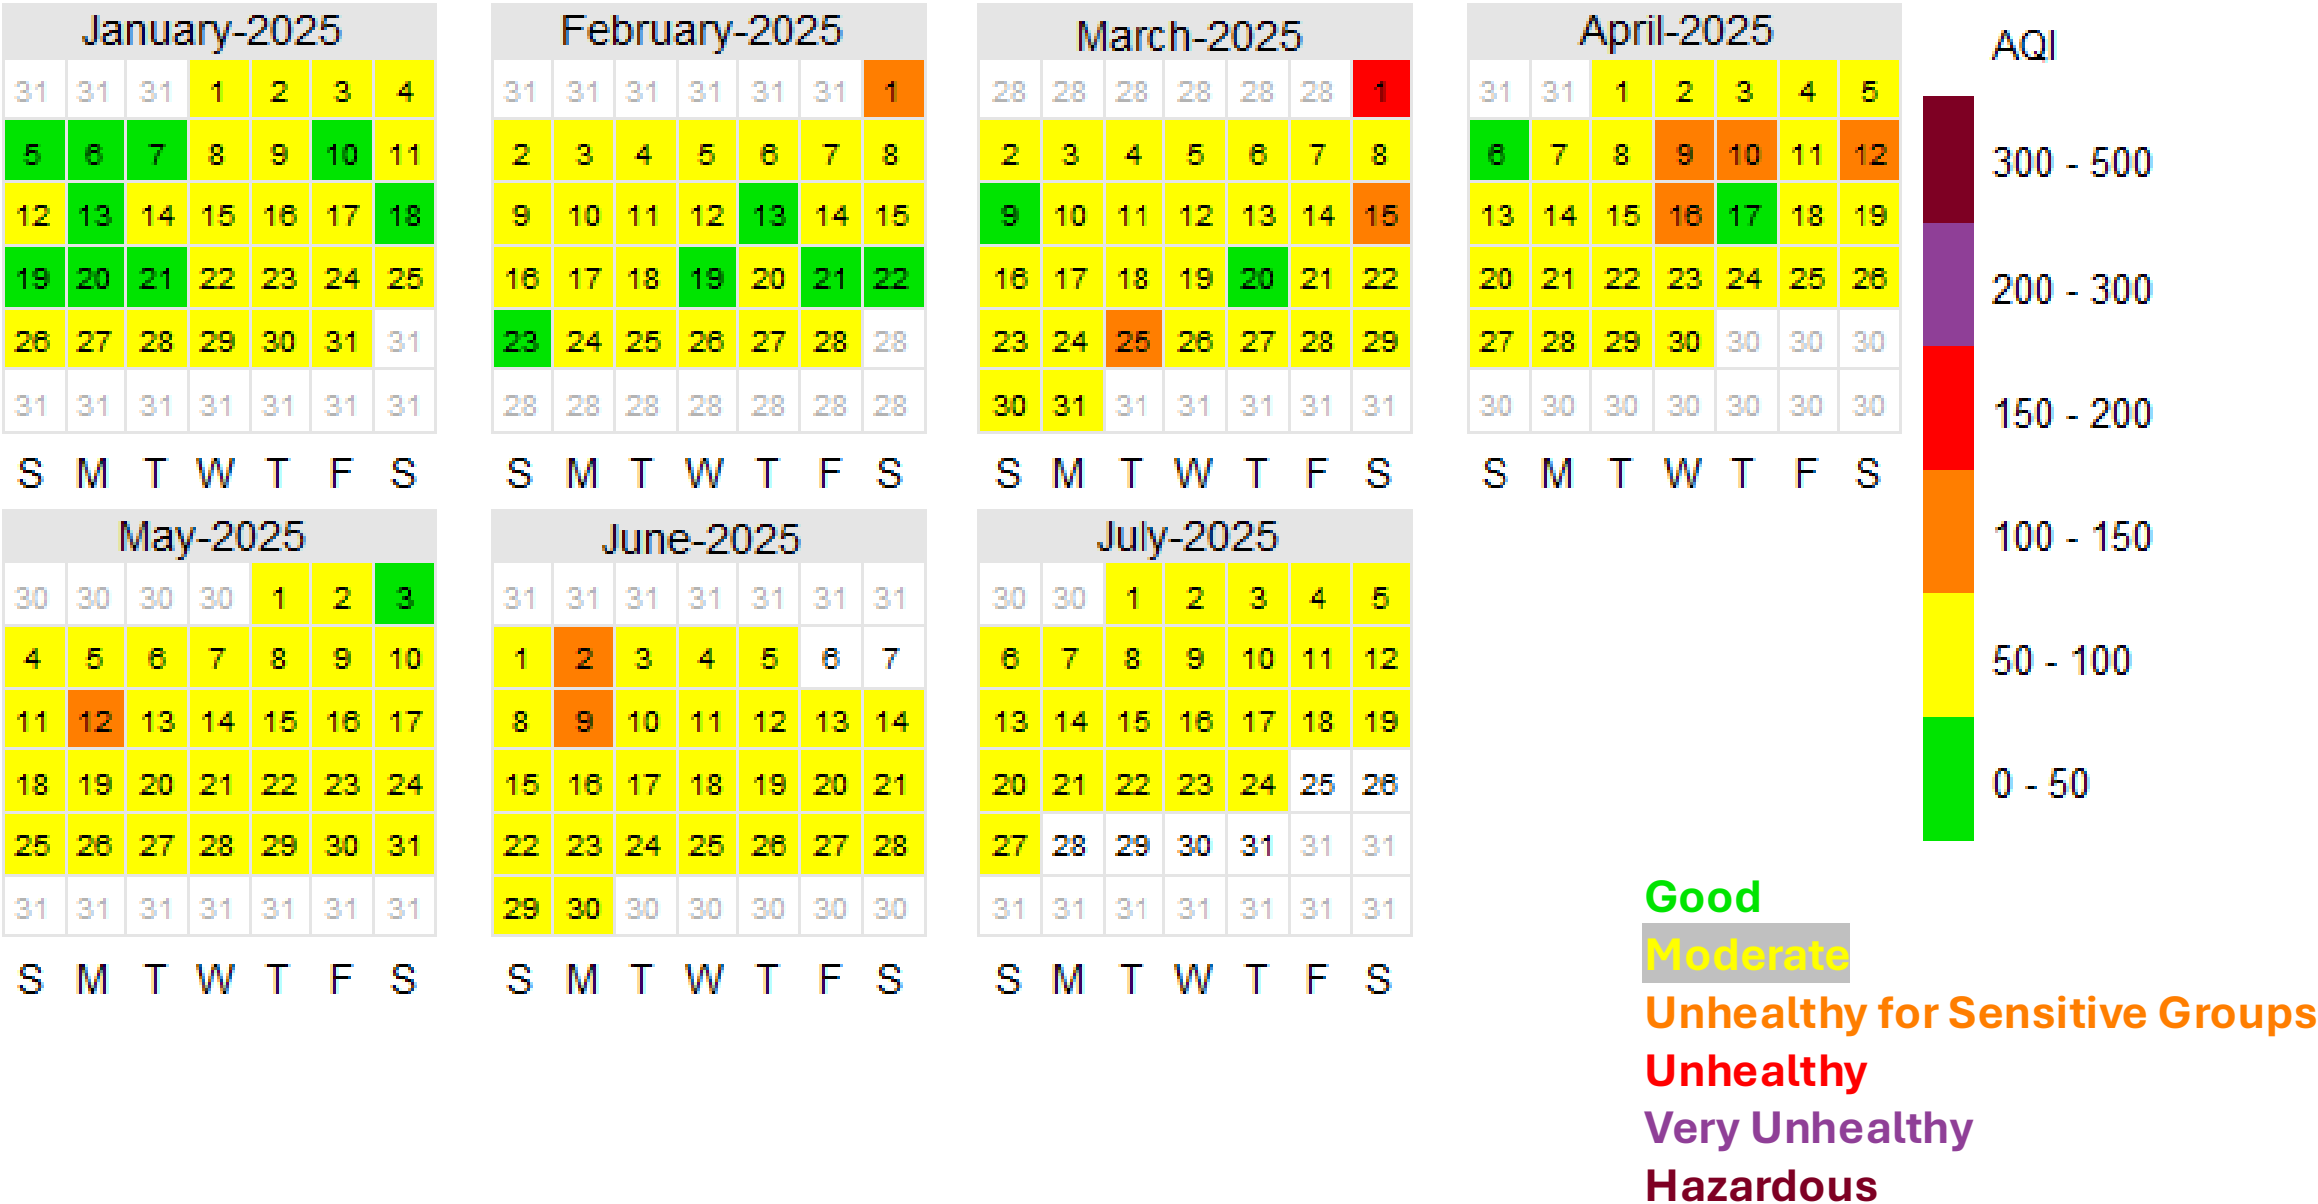 January-2025 February-2025 March-2025 April-2025 AQI
31 31 31 1 2 3 4 31 31 31 31 31 31 1 28 28 28 28 28 28 1 31 31 1 2 3 4 5
5 6 7 8 9 10 11 2 3 4 5 6 7 8 2 3 4 5 6 7 8 6 7 8 9 10 11 12 300 - 500
12 13 14 15 16 17 18 9 10 11 12 13 14 15 9 10 11 12 13 14 15 13 14 15 16 17 18 19
19 20 21 22 23 24 25 16 17 18 19 20 21 22 16 17 18 19 20 21 22 20 21 22 23 24 25 26 200 - 300
26 27 28 29 30 31 31 23 24 25 26 27 28 28 23 24 25 26 27 28 29 27 28 29 30 30 30 30
31 31 31 31 31 31 31 28 28 28 28 28 28 28 30 31 31 31 31 31 31 30 30 30 30 30 30 30 150 - 200
S M T W T F S S M T W T F S S M T W T F S S M T W T F S
May-2025 June-2025 July-2025 100 - 150
30 30 30 30 1 2 3 31 31 31 31 31 31 31 30 30 1 2 3 4 5
4 5 6 7 8 9 10 1 2 3 4 5 6 7 6 7 8 9 10 11 12 50 - 100
11 12 13 14 15 16 17 8 9 10 11 12 13 14 13 14 15 16 17 18 19
18 19 20 21 22 23 24 15 16 17 18 19 20 21 20 21 22 23 24 25 26 0 - 50
25 26 27 28 29 30 31 22 23 24 25 26 27 28 27 28 29 30 31 31 31
31 31 31 31 31 31 31 29 30 30 30 30 30 30 31 31 31 31 31 31 31
S M T W T F S S M T W T F S S M T W T F S
Good
Moderate
Unhealthy for Sensitive Groups
Unhealthy
Very Unhealthy
Hazardous